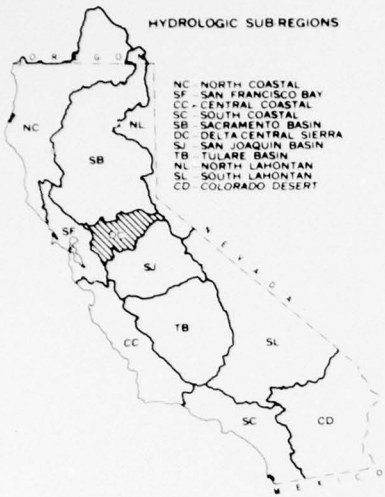 HYDROLOGIC SUB-REGIONS
NC - NORTH COASTAL
SF - SAN FRANCISCO BAY
CC - CENTRAL COASTAL
SC - SOUTH COASTAL
SB - SACRAMENTO BASIN
DC - DELTA CENTRAL SIERRA
SJ - SAN JOAQUIN BASIN
TB - TULARE BASIN
NL - NORTH LAHONTAN
SL - SOUTH LAHONTAN
CD - COLORADO DESERT
NC
NL
SB
SF
DC
NEVADA
SJ
CC
TB
SL
SC
CD
MEXICO